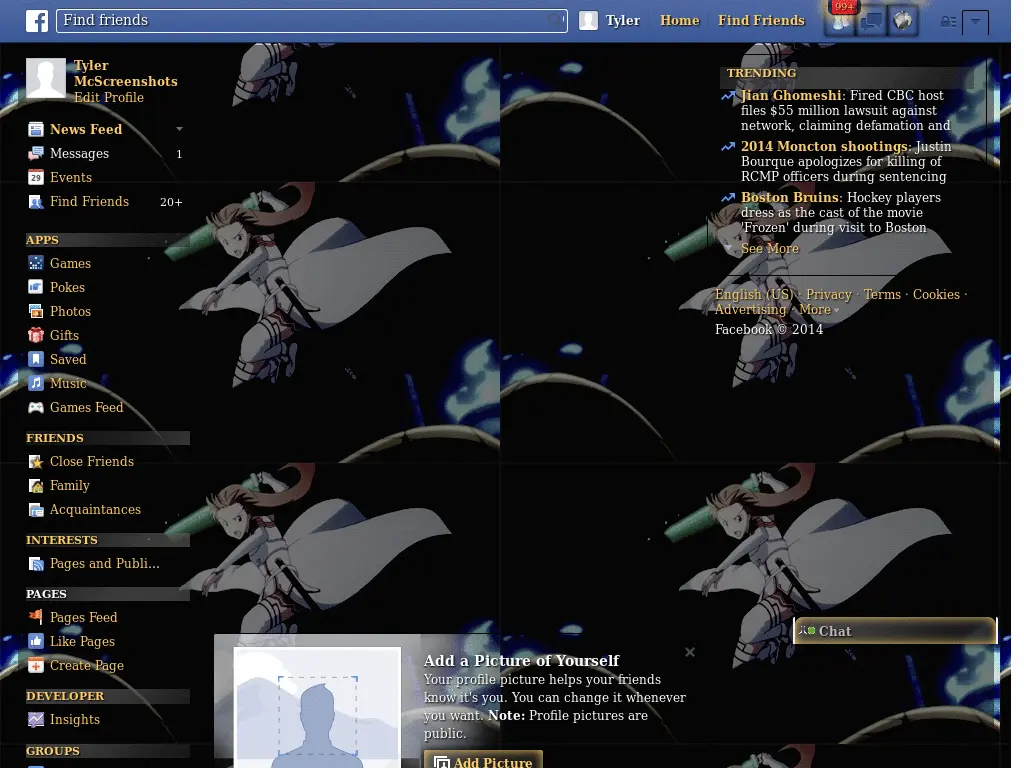 Find friends
Tyler
Home
Find Friends
99+
Tyler
McScreenshots
Edit Profile
News Feed
Messages 1
29 Events
Find Friends 20+
APPS
Games
Pokes
Photos
Gifts
Saved
Music
Games Feed
FRIENDS
Close Friends
Family
Acquaintances
INTERESTS
Pages and Publi...
PAGES
Pages Feed
Like Pages
Create Page
DEVELOPER
Insights
GROUPS
TRENDING
Jian Ghomeshi: Fired CBC host
files $55 million lawsuit against
network, claiming defamation and
2014 Moncton shootings: Justin
Bourque apologizes for killing of
RCMP officers during sentencing
Boston Bruins: Hockey players
dress as the cast of the movie
'Frozen' during visit to Boston
See More
English (US) · Privacy · Terms · Cookies ·
Advertising · More
Facebook © 2014
Chat
Add a Picture of Yourself
Your profile picture helps your friends
know it's you. You can change it whenever
you want. Note: Profile pictures are
public.
Add Picture